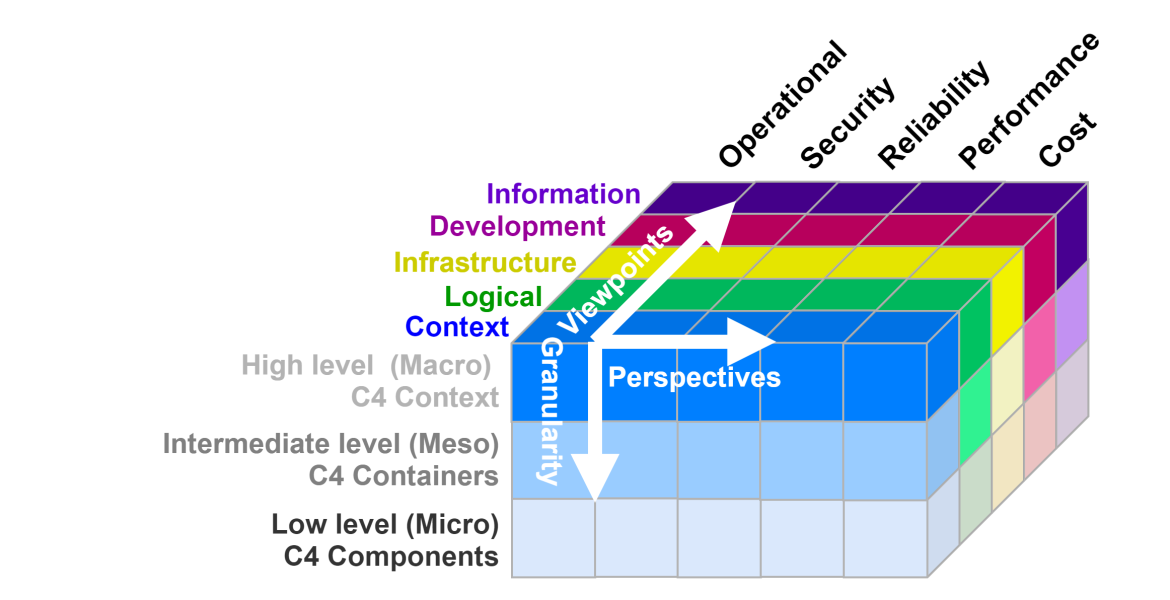 Operational
Security
Reliability
Performance
Cost
Information
Development
Infrastructure
Logical
Context
Viewpoints
Perspectives
Granularity
High level  (Macro)
C4 Context
Intermediate level (Meso)
C4 Containers
Low level (Micro)
C4 Components